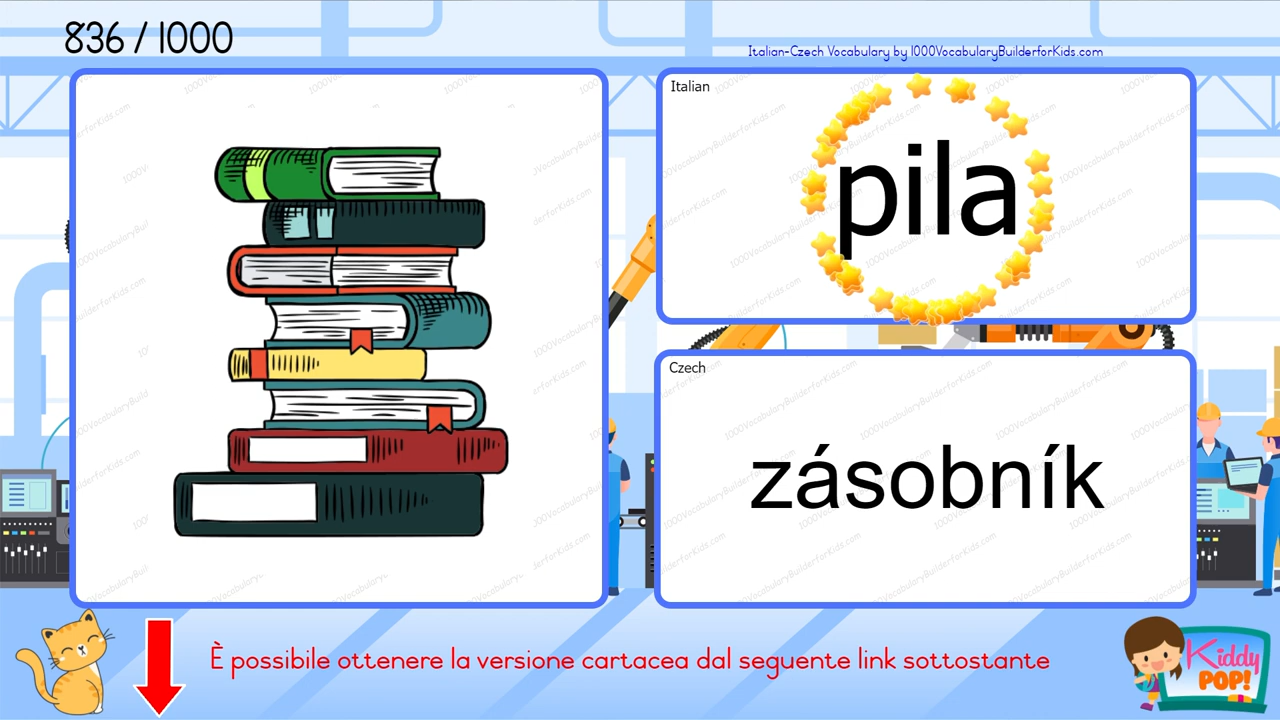 836 / 1000
Italian-Czech Vocabulary by 1000VocabularyBuilderforKids.com
Italian
pila
Czech
zásobník
È possibile ottenere la versione cartacea dal seguente link sottostante
Kiddy
POP!